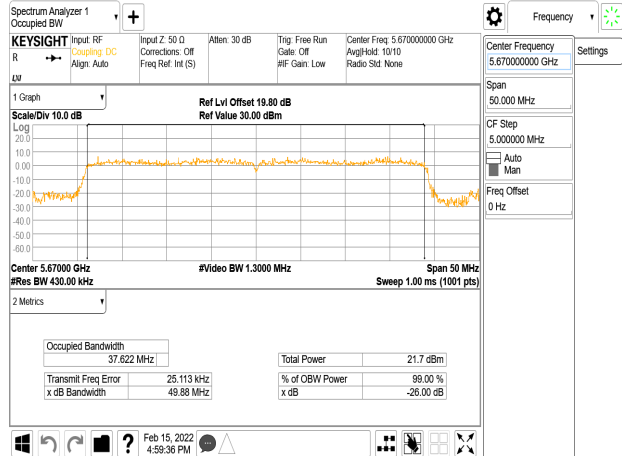 Spectrum Analyzer 1
Occupied BW
Frequency
KEYSIGHT
R
Input: RF
Coupling: DC
Align: Auto
Input Z: 50 Ω
Corrections: Off
Freq Ref: Int (S)
Atten: 30 dB
Trig: Free Run
Gate: Off
#IF Gain: Low
Center Freq: 5.670000000 GHz
Avg|Hold: 10/10
Radio Std: None
Center Frequency
5.670000000 GHz
Settings
Span
50.000 MHz
CF Step
5.000000 MHz
Auto
Man
Freq Offset
0 Hz
1 Graph
Scale/Div 10.0 dB
Ref Lvl Offset 19.80 dB
Ref Value 30.00 dBm
Log
20.0
10.0
0.00
-10.0
-20.0
-30.0
-40.0
-50.0
-60.0
Center 5.67000 GHz
#Video BW 1.3000 MHz
Span 50 MHz
#Res BW 430.00 kHz
Sweep 1.00 ms (1001 pts)
2 Metrics
Occupied Bandwidth
37.622 MHz
Total Power 21.7 dBm
Transmit Freq Error 25.113 kHz
% of OBW Power 99.00 %
x dB Bandwidth 49.88 MHz
x dB -26.00 dB
?
Feb 15, 2022
4:59:36 PM